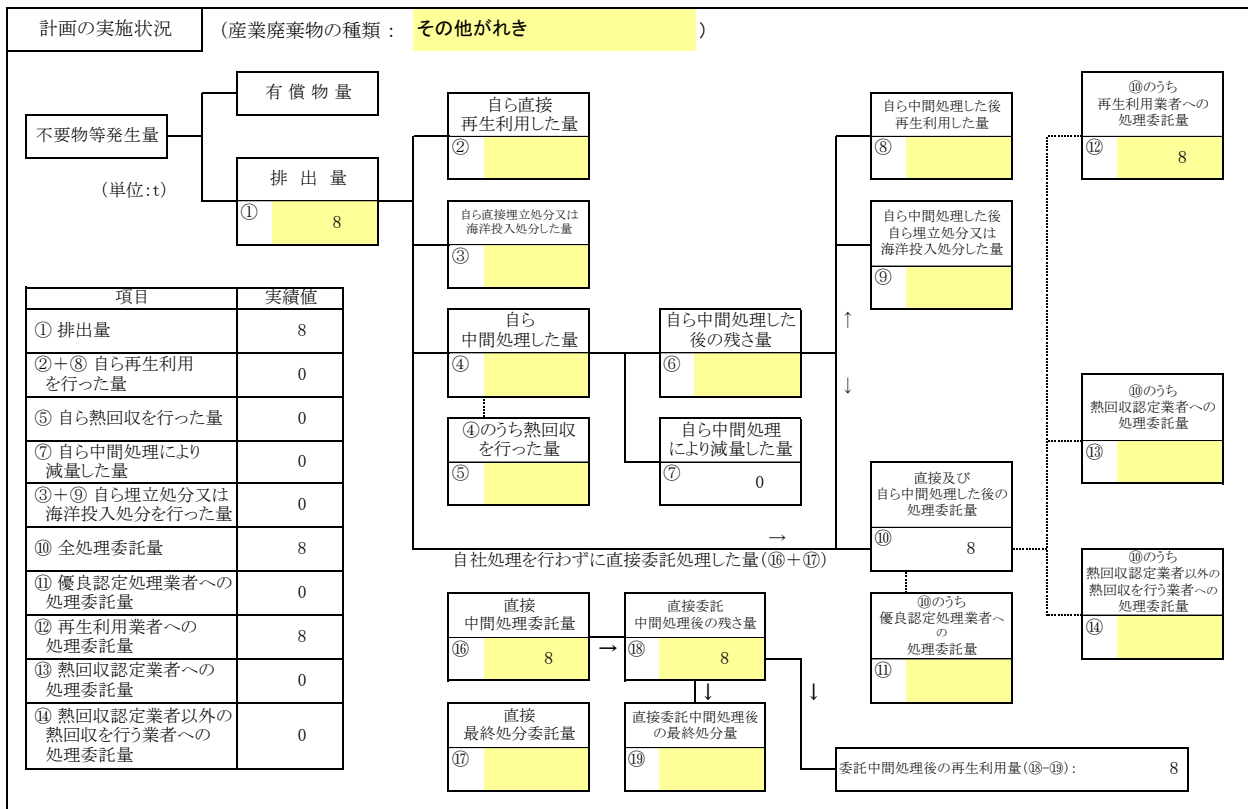 計画の実施状況
(産業廃棄物の種類： その他がれき )
不要物等発生量
(単位:t)
有 償 物 量
排 出 量
① 8
自ら直接
再生利用した量
②
自ら直接埋立処分又は
海洋投入処分した量
③
自ら
中間処理した量
④
④のうち熱回収
を行った量
⑤
自ら中間処理した
後の残さ量
⑥
自ら中間処理
により減量した量
⑦ 0
自ら中間処理した後
再生利用した量
⑧
自ら中間処理した後
自ら埋立処分又は
海洋投入処分した量
⑨
↑
↓
直接及び
自ら中間処理した後の
処理委託量
⑩ 8
⑩のうち
優良認定処理業者へ
の
処理委託量
⑪
⑩のうち
再生利用業者への
処理委託量
⑫ 8
⑩のうち
熱回収認定業者への
処理委託量
⑬
⑩のうち
熱回収認定業者以外の
熱回収を行う業者への
処理委託量
⑭
→
自社処理を行わずに直接委託処理した量(⑯＋⑰)
直接
中間処理委託量
⑯ 8
→
直接委託
中間処理後の残さ量
⑱ 8
↓
↓
直接
最終処分委託量
⑰
直接委託中間処理後
の最終処分量
⑲
委託中間処理後の再生利用量(⑱-⑲)： 8
項目 実績値
① 排出量 8
②＋⑧ 自ら再生利用
を行った量 0
⑤ 自ら熱回収を行った量 0
⑦ 自ら中間処理により
減量した量 0
③＋⑨ 自ら埋立処分又は
海洋投入処分を行った量 0
⑩ 全処理委託量 8
⑪ 優良認定処理業者への
処理委託量 0
⑫ 再生利用業者への
処理委託量 8
⑬ 熱回収認定業者への
処理委託量 0
⑭ 熱回収認定業者以外の
熱回収を行う業者への
処理委託量 0